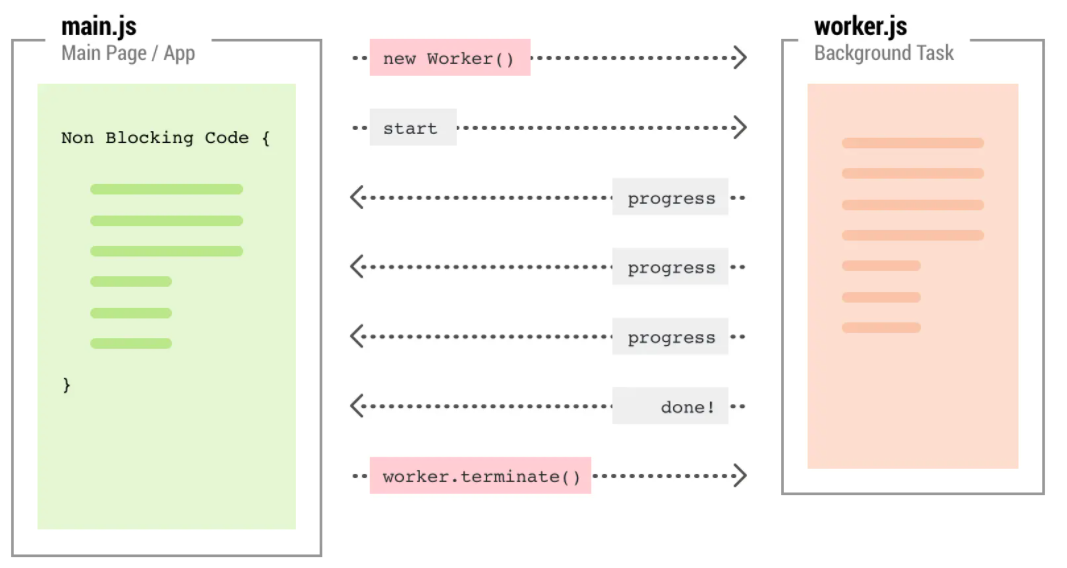 main.js
Main Page / App
Non Blocking Code {
}
new Worker()
start
progress
progress
progress
done!
worker.terminate()
worker.js
Background Task